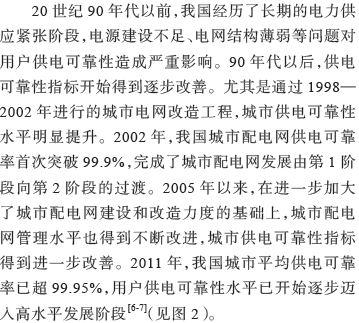 20 世纪 90 年代以前,我国经历了长期的电力供
应紧张阶段,电源建设不足、电网结构薄弱等问题对
用户供电可靠性造成严重影响。90 年代以后,供电
可靠性指标开始得到逐步改善。尤其是通过 1998—
2002 年进行的城市电网改造工程,城市供电可靠性
水平明显提升。2002 年,我国城市配电网供电可靠
率首次突破 99.9%,完成了城市配电网发展由第 1 阶
段向第 2 阶段的过渡。2005 年以来,在进一步加大
了城市配电网建设和改造力度的基础上,城市配电
网管理水平也得到不断改进,城市供电可靠性指标
得到进一步改善。2011 年,我国城市平均供电可靠
率已超 99.95%,用户供电可靠性水平已开始逐步迈
入高水平发展阶段[6-7](见图 2)。